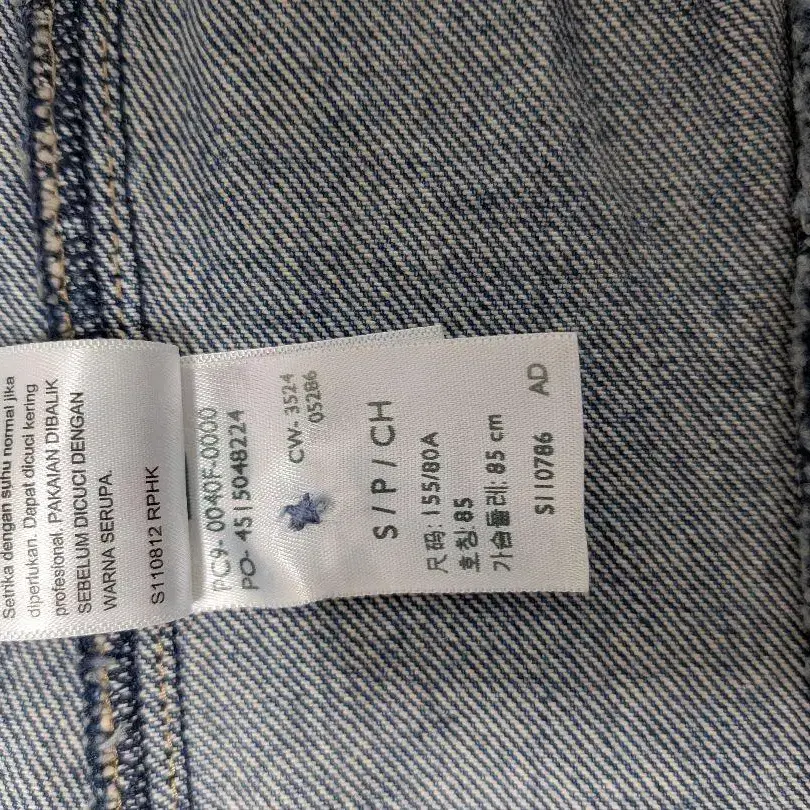 Setrika dengan suhu normal jika
diperlukan. Dapat dicuci kering
profesional. PAKAIAN DIBALIK
SEBELUM DICUCI DENGAN
WARNA SERUPA.
S110812 RPHK
PC9- 0040F-0000
PO- 4515048224
CW- 3524
05286
S / P / CH
尺码: 155/80A
호칭: 85
가슴둘레: 85 cm
S110786 AD